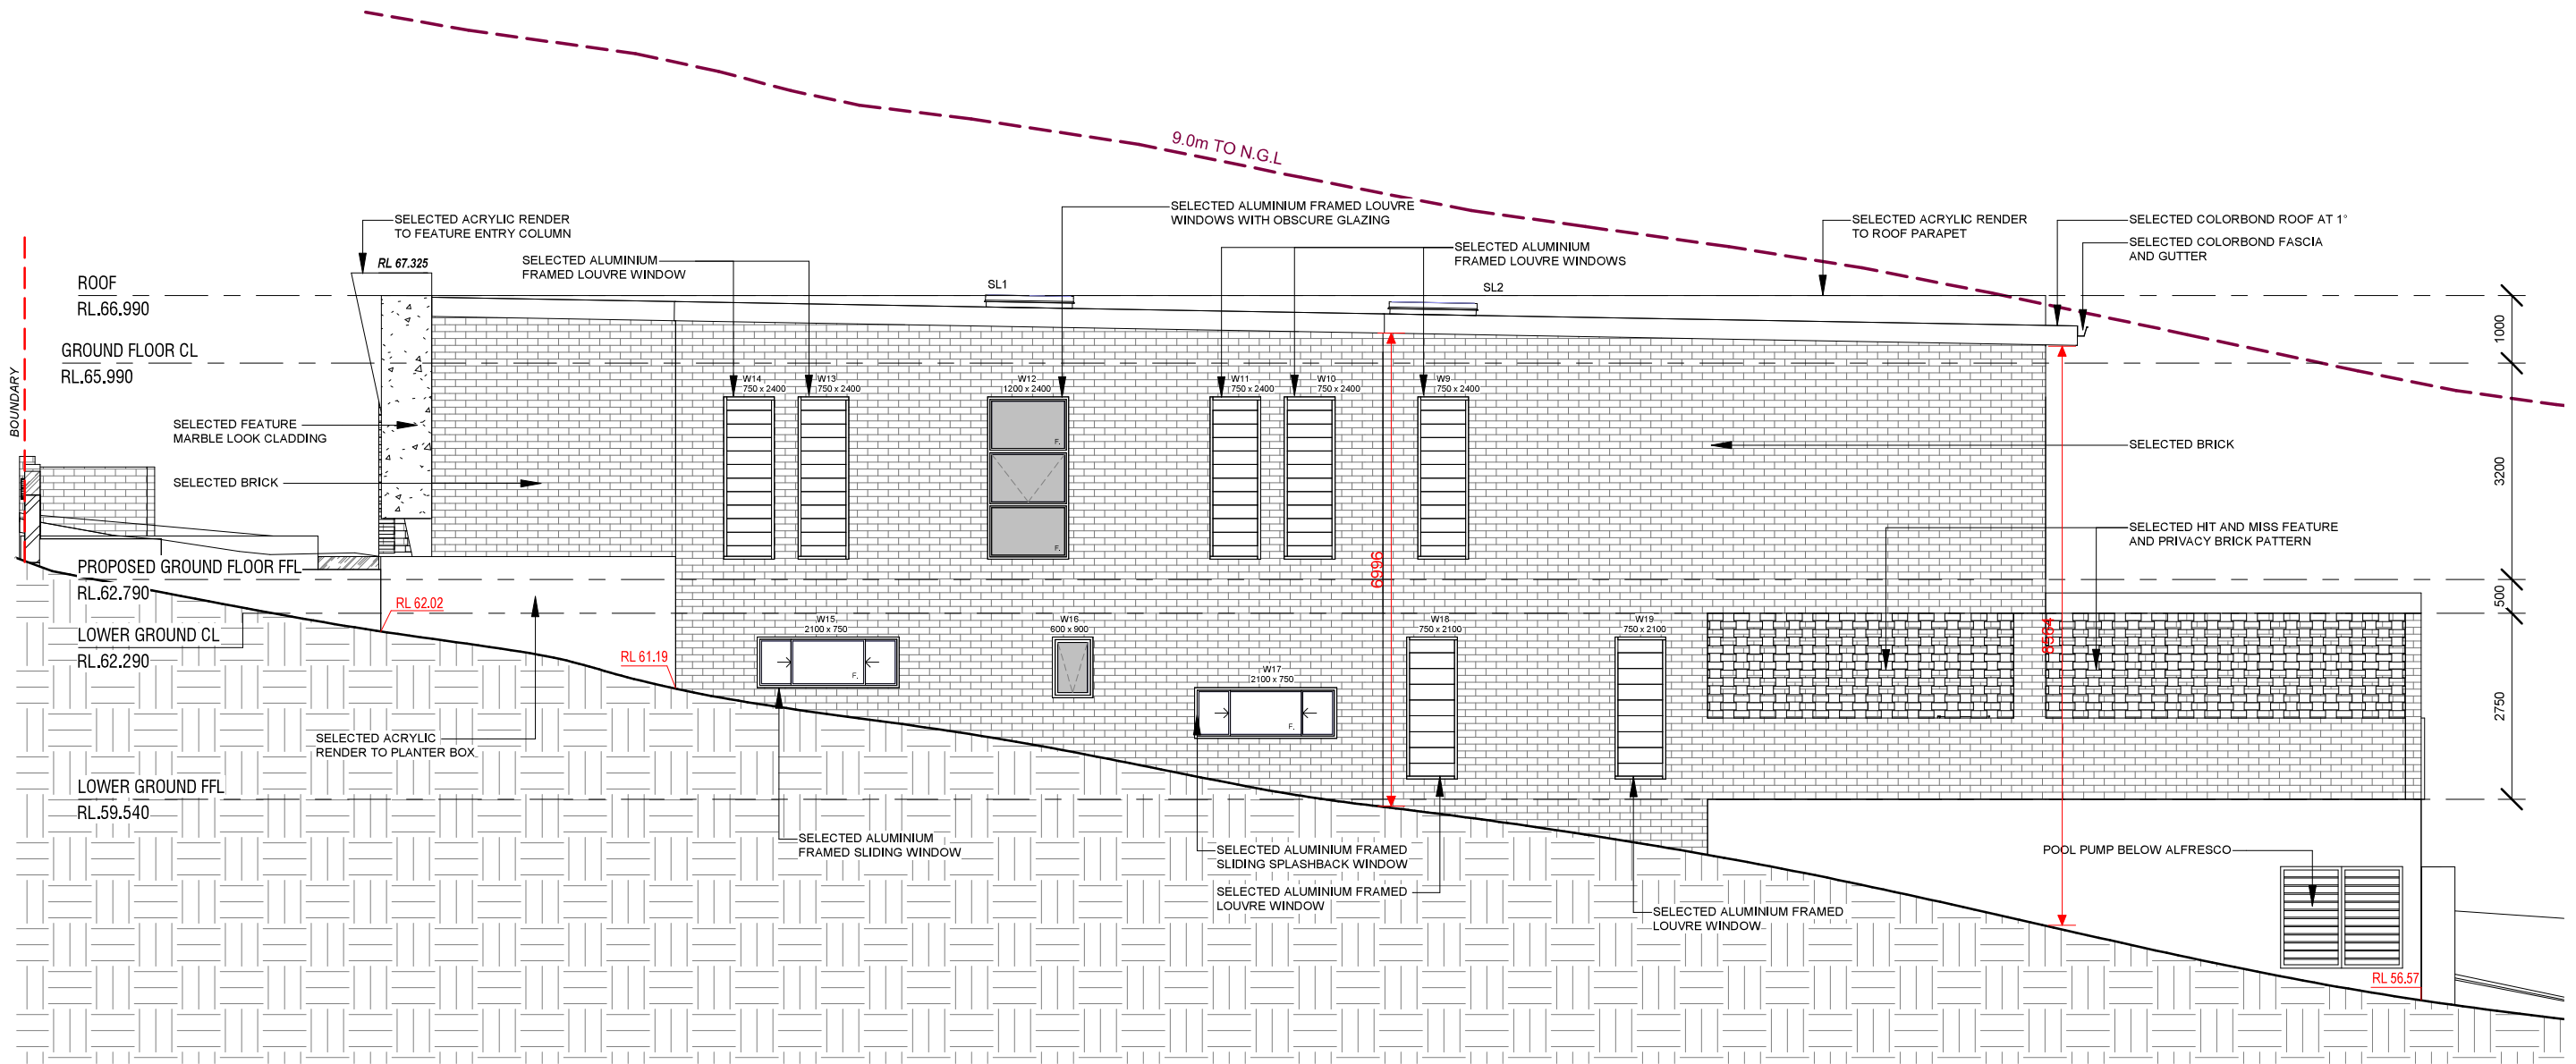 9.0m TO N.G.L
SELECTED ACRYLIC RENDER
TO FEATURE ENTRY COLUMN
SELECTED ALUMINIUM FRAMED LOUVRE
WINDOWS WITH OBSCURE GLAZING
SELECTED ACRYLIC RENDER
TO ROOF PARAPET
SELECTED COLORBOND ROOF AT 1°
SELECTED COLORBOND FASCIA
AND GUTTER
SELECTED ALUMINIUM
FRAMED LOUVRE WINDOW
SELECTED ALUMINIUM
FRAMED LOUVRE WINDOWS
RL 67.325
ROOF
RL.66.990
SL1
SL2
1000
GROUND FLOOR CL
RL.65.990
BOUNDARY
W14
750 x 2400
W13
750 x 2400
W12
1200 x 2400
W11
750 x 2400
W10
750 x 2400
W9
750 x 2400
F.
F.
SELECTED FEATURE
MARBLE LOOK CLADDING
SELECTED BRICK
SELECTED BRICK
3200
SELECTED HIT AND MISS FEATURE
AND PRIVACY BRICK PATTERN
6996
PROPOSED GROUND FLOOR FFL
RL.62.790
500
RL 62.02
LOWER GROUND CL
RL.62.290
RL 61.19
W15
2100 x 750
F.
W16
600 x 900
W17
2100 x 750
F.
W18
750 x 2100
W19
750 x 2100
2750
SELECTED ACRYLIC
RENDER TO PLANTER BOX
LOWER GROUND FFL
RL.59.540
SELECTED ALUMINIUM
FRAMED SLIDING WINDOW
SELECTED ALUMINIUM FRAMED
SLIDING SPLASHBACK WINDOW
SELECTED ALUMINIUM FRAMED
LOUVRE WINDOW
SELECTED ALUMINIUM FRAMED
LOUVRE WINDOW
POOL PUMP BELOW ALFRESCO
RL 56.57